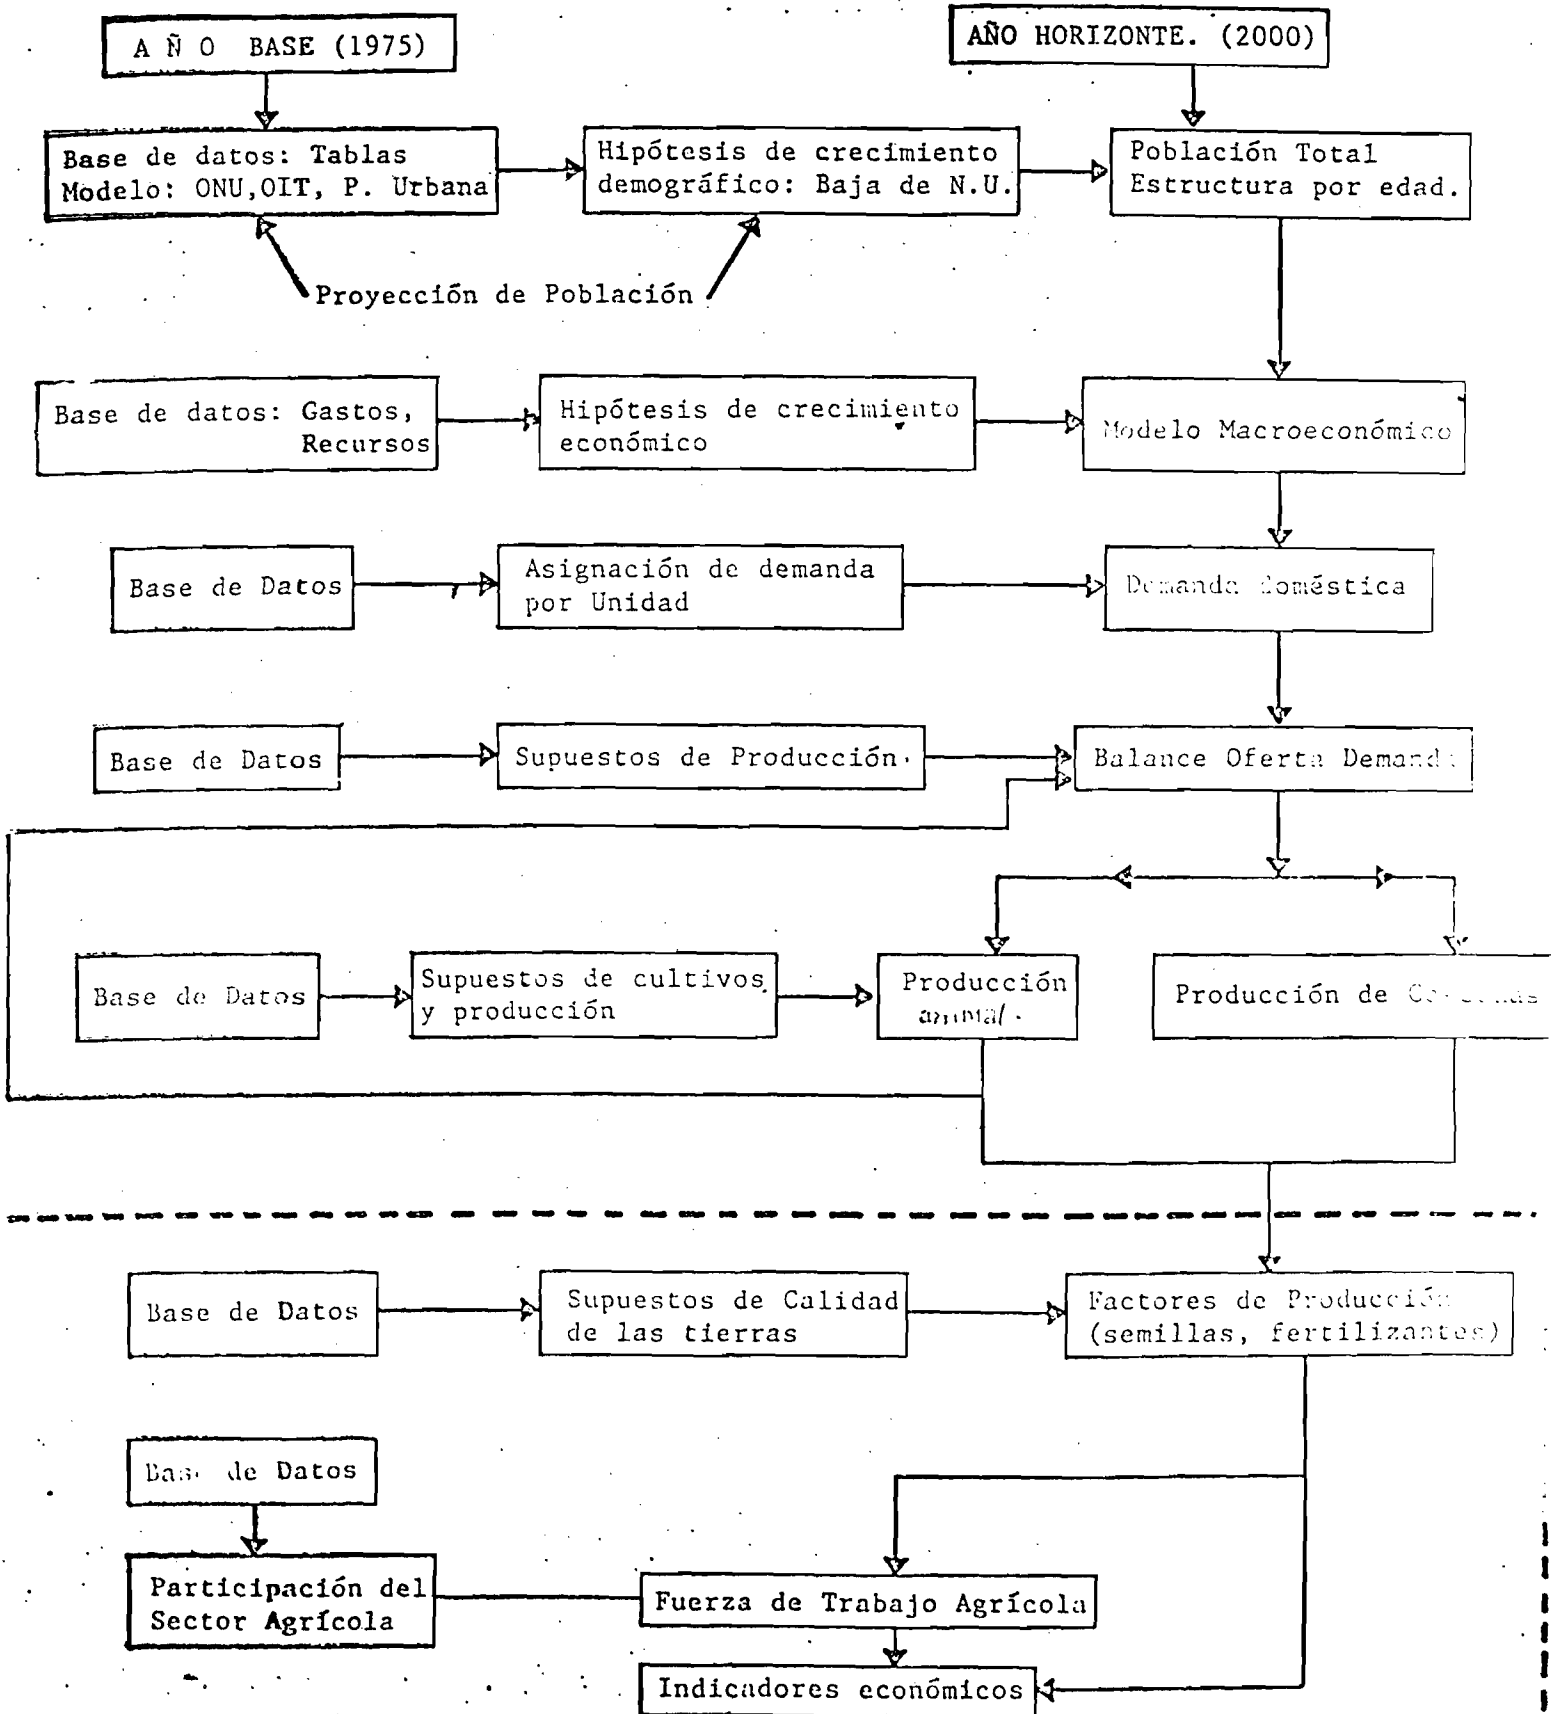 AÑO BASE (1975)
AÑO HORIZONTE. (2000)
Base de datos: Tablas
Modelo: ONU,OIT, P. Urbana
Hipótesis de crecimiento
demográfico: Baja de N.U.
Población Total
Estructura por edad.
Proyección de Población
Base de datos: Gastos,
Recursos
Hipótesis de crecimiento
económico
Modelo Macroeconómico
Base de Datos
Asignación de demanda
por Unidad
Demanda doméstica
Base de Datos
Supuestos de Producción.
Balance Oferta Demanda
Base de Datos
Supuestos de cultivos
y producción
Producción
animal.
Producción de
Base de Datos
Supuestos de Calidad
de las tierras
Factores de Producción
(semillas, fertilizantes)
Base de Datos
Participación del
Sector Agrícola
Fuerza de Trabajo Agrícola
Indicadores económicos